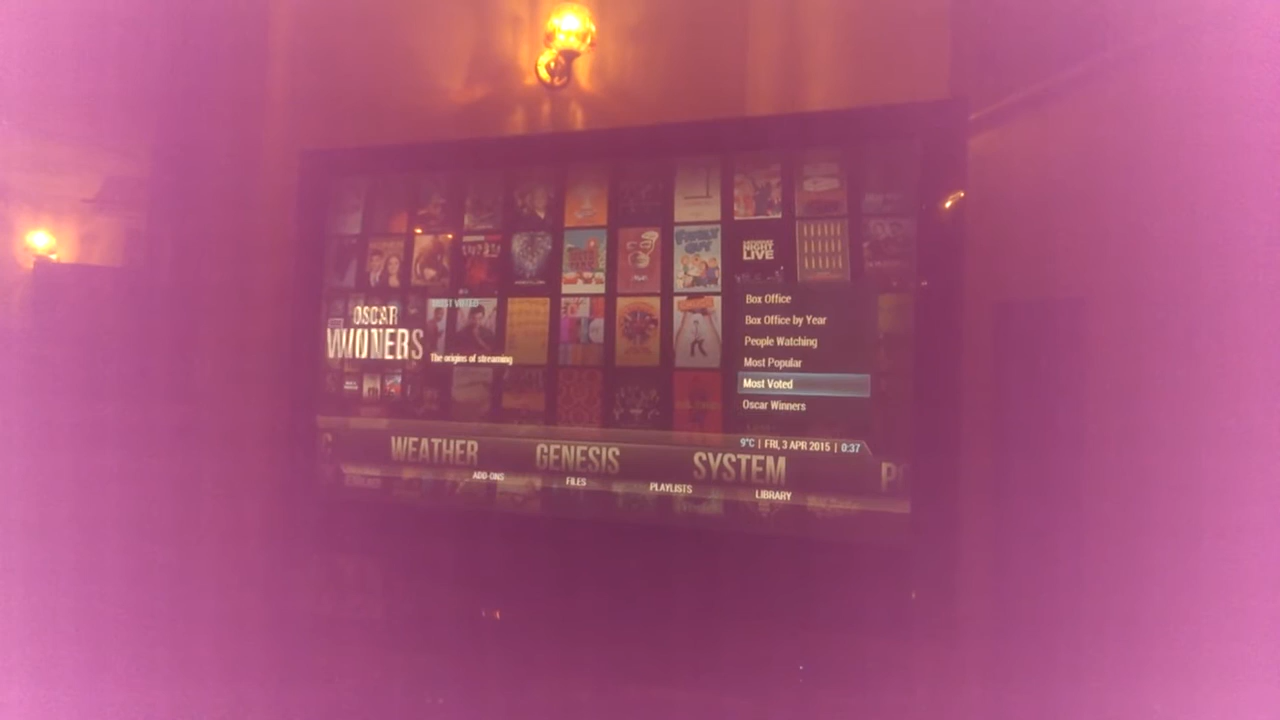 FAMILY GUY
SATURDAY
NIGHT
LIVE
Box Office
Box Office by Year
People Watching
Most Popular
Most Voted
Oscar Winners
OSCAR
WINNERS
MOST VOTED
The origins of streaming
9°C | FRI, 3 APR 2015 | 0:37
WEATHER
GENESIS
SYSTEM
ADD-ONS
FILES
PLAYLISTS
LIBRARY